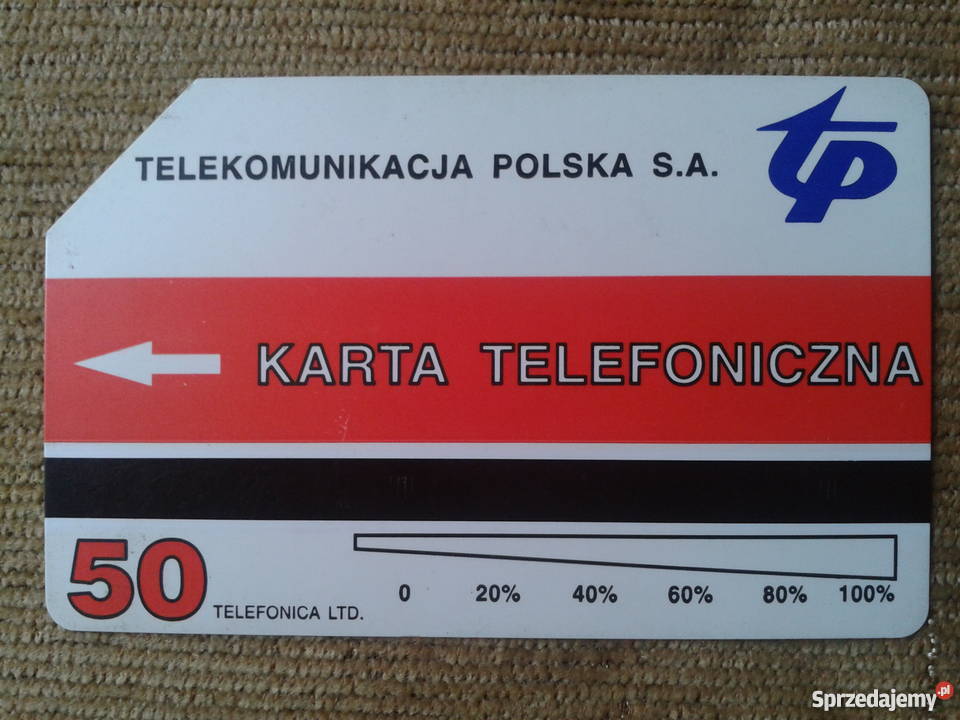 TELEKOMUNIKACJA POLSKA S.A.
tp
KARTA TELEFONICZNA
50 TELEFONICA LTD.
0 20% 40% 60% 80% 100%
Sprzedajemy.pl